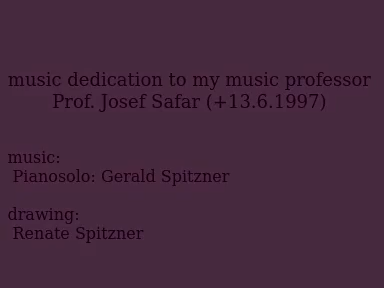 music dedication to my music professor
Prof. Josef Safar (+13.6.1997)
music:
Pianosolo: Gerald Spitzner
drawing:
Renate Spitzner